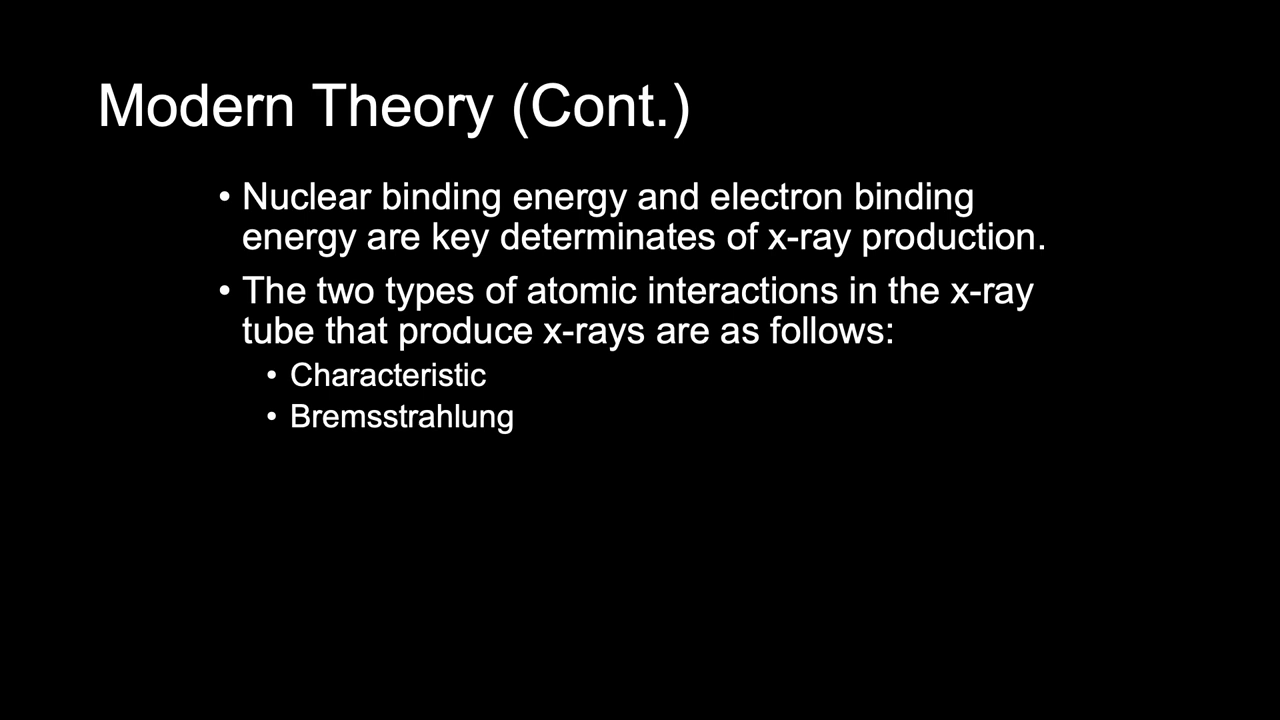 Modern Theory (Cont.)
• Nuclear binding energy and electron binding
energy are key determinates of x-ray production.
• The two types of atomic interactions in the x-ray
tube that produce x-rays are as follows:
• Characteristic
• Bremsstrahlung